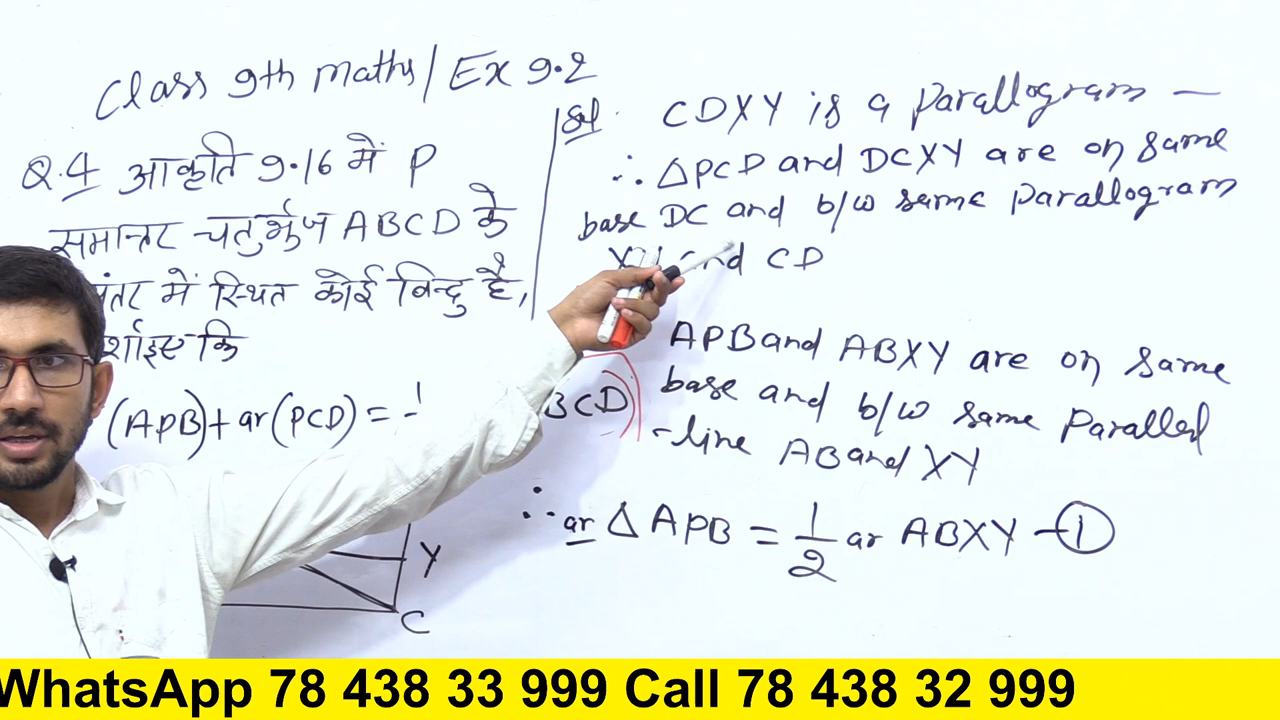 Class 9th maths/ Ex 9.2
Q.4 आकृति 9.16 में P
समान्तर चतुर्भुज ABCD के
में स्थित कोई विन्दु है,
कि
(APB)+ar(PCD)=
BCD)
Y
C
Sol. CDXY is a Parallogram —
∴ △PCD and DCXY are on same
base DC and b/w same Parallogram
and CD
APB and ABXY are on same
base and b/w same Paralled
-line AB and XY
∴ ar △ APB = 1/2 ar ABXY —①
WhatsApp 78 438 33 999 Call 78 438 32 999